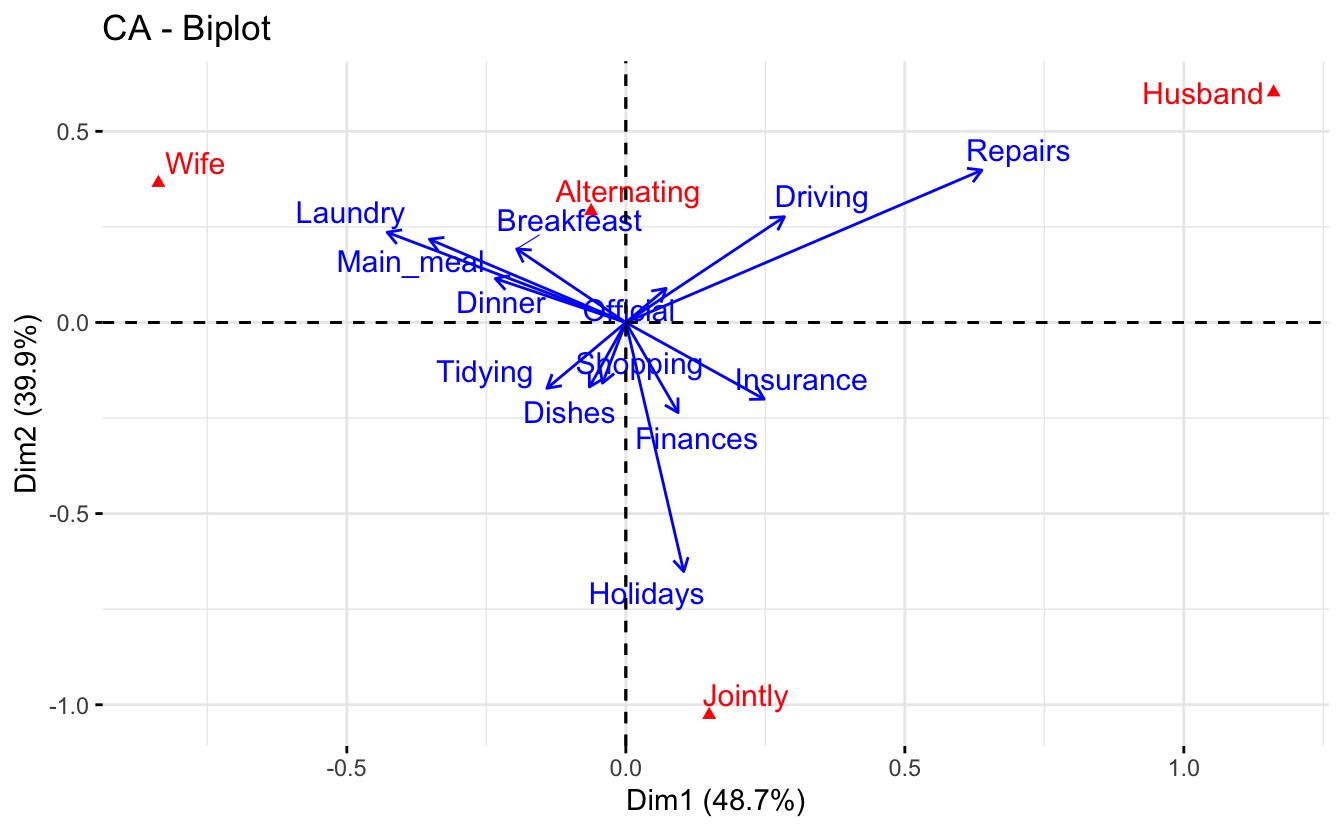 CA - Biplot
Husband
Repairs
Wife
Alternating
Driving
Laundry
Breakfeast
Main_meal
Dinner
Official
Shopping
Tidying
Insurance
Dishes
Finances
Holidays
Jointly
0.5
0.0
-0.5
-1.0
Dim2 (39.9%)
-0.5
0.0
0.5
1.0
Dim1 (48.7%)